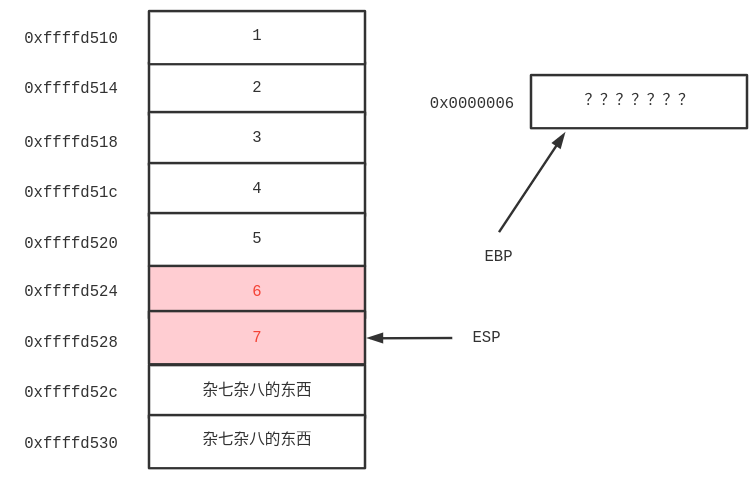 0xffffd510 1
0xffffd514 2
0x0000006 ???????
0xffffd518 3
0xffffd51c 4
0xffffd520 5
EBP
0xffffd524 6
0xffffd528 7 ESP
0xffffd52c 杂七杂八的东西
0xffffd530 杂七杂八的东西